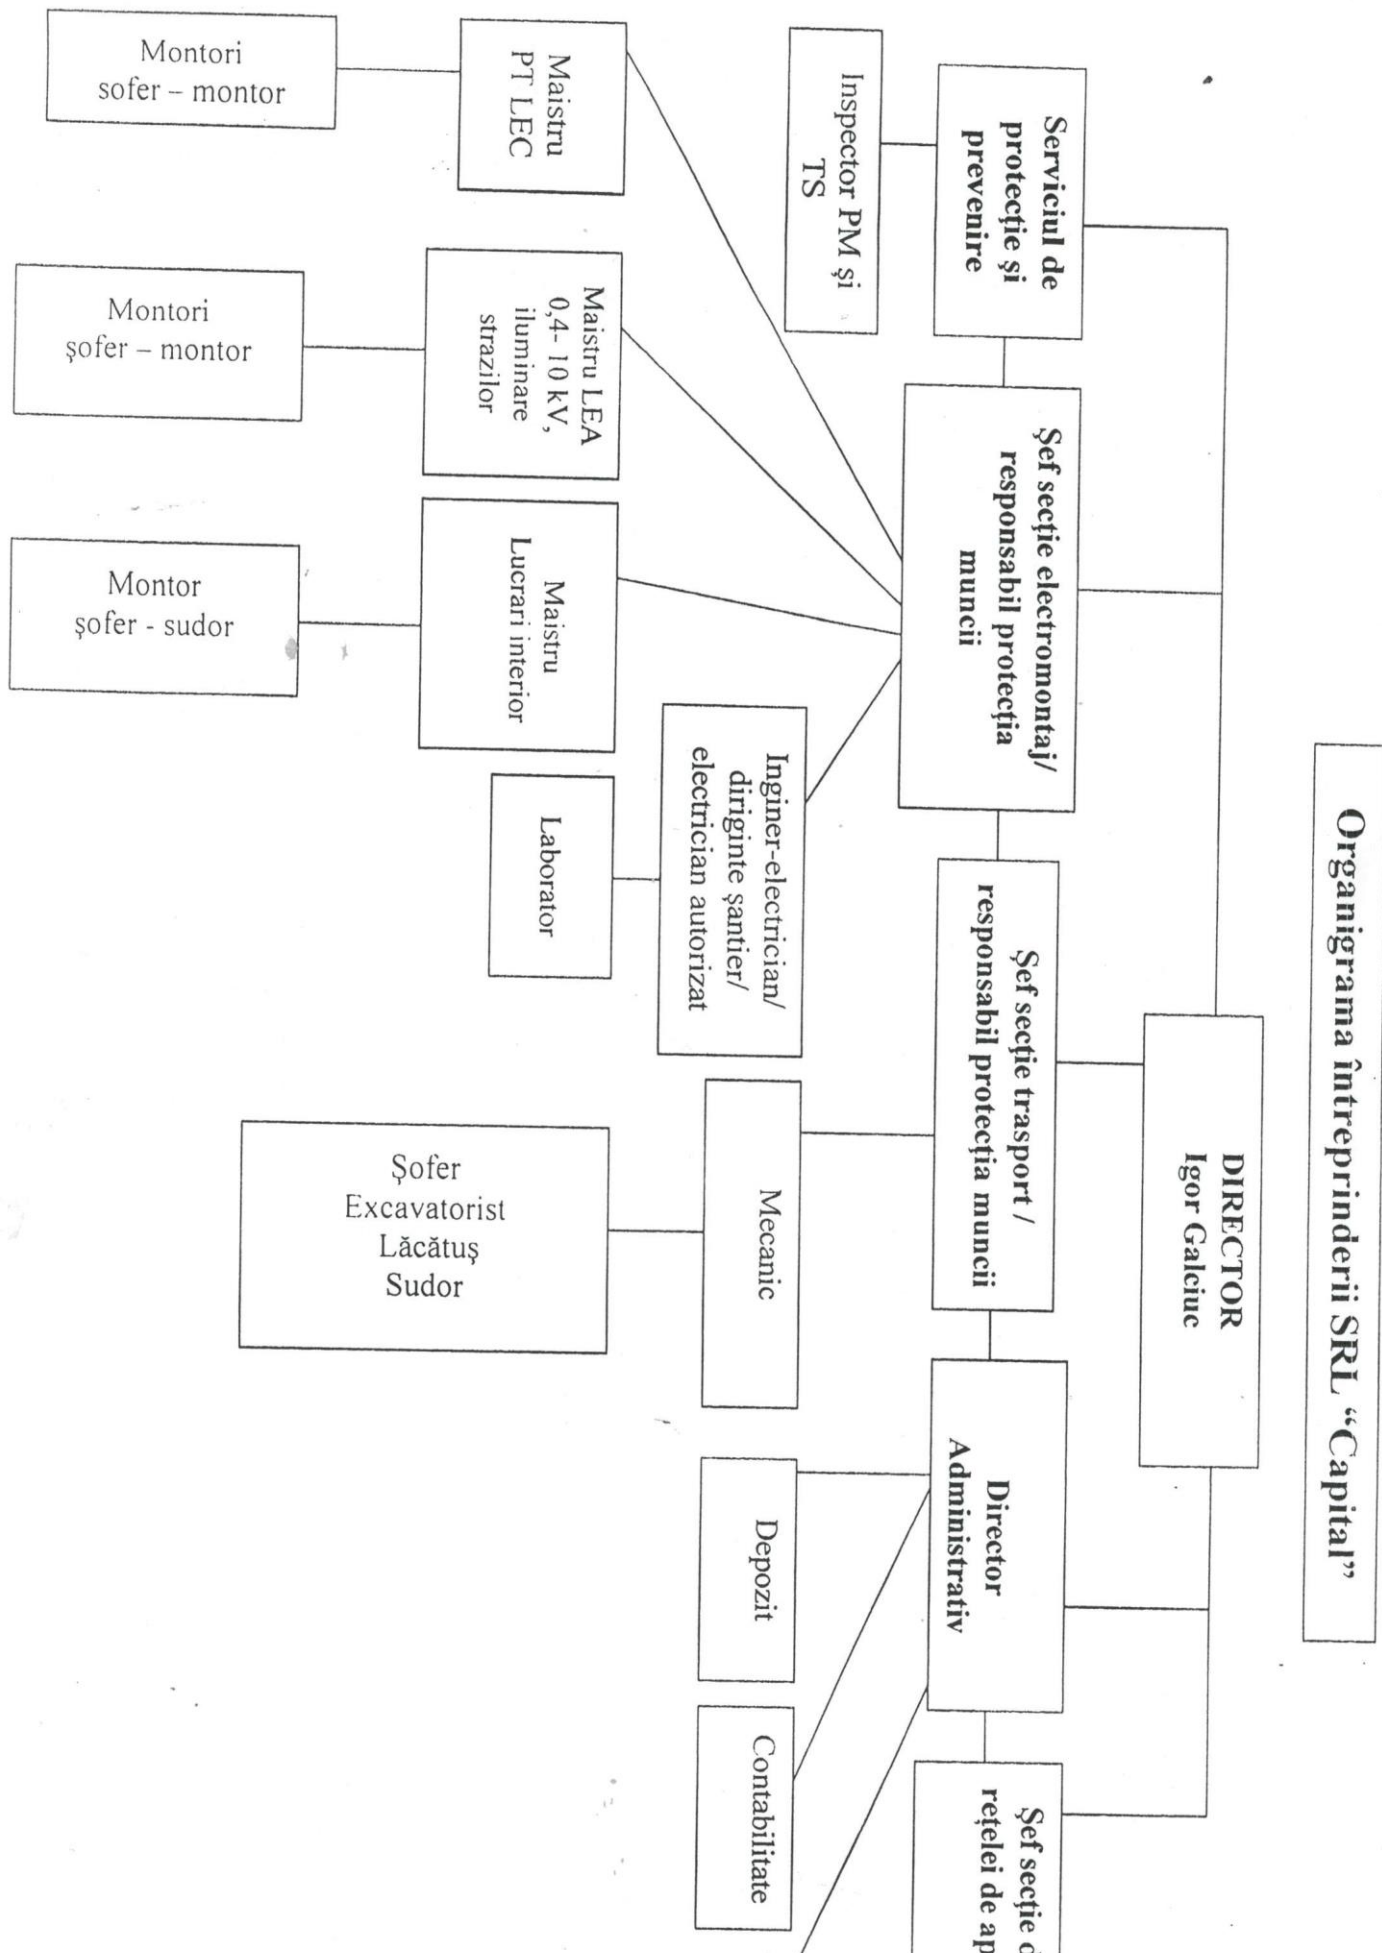 Organigrama întreprinderii SRL “Capital”
DIRECTOR
Igor Galciuc
Serviciul de
protecție și
prevenire
Șef secție electromontaj/
responsabil protecția
muncii
Șef secție trasport /
responsabil protecția muncii
Director
Administrativ
Șef secție
rețelei de
Inspector PM și
TS
Inginer-electrician/
diriginte șantier/
electrician autorizat
Mecanic
Depozit
Contabilitate
Maistru
PT LEC
Maistru LEA
0,4- 10 kV,
iluminare
strazilor
Maistru
Lucrari interior
Laborator
Montori
sofer – montor
Montori
șofer – montor
Montor
șofer - sudor
Șofer
Excavatorist
Lăcătuș
Sudor